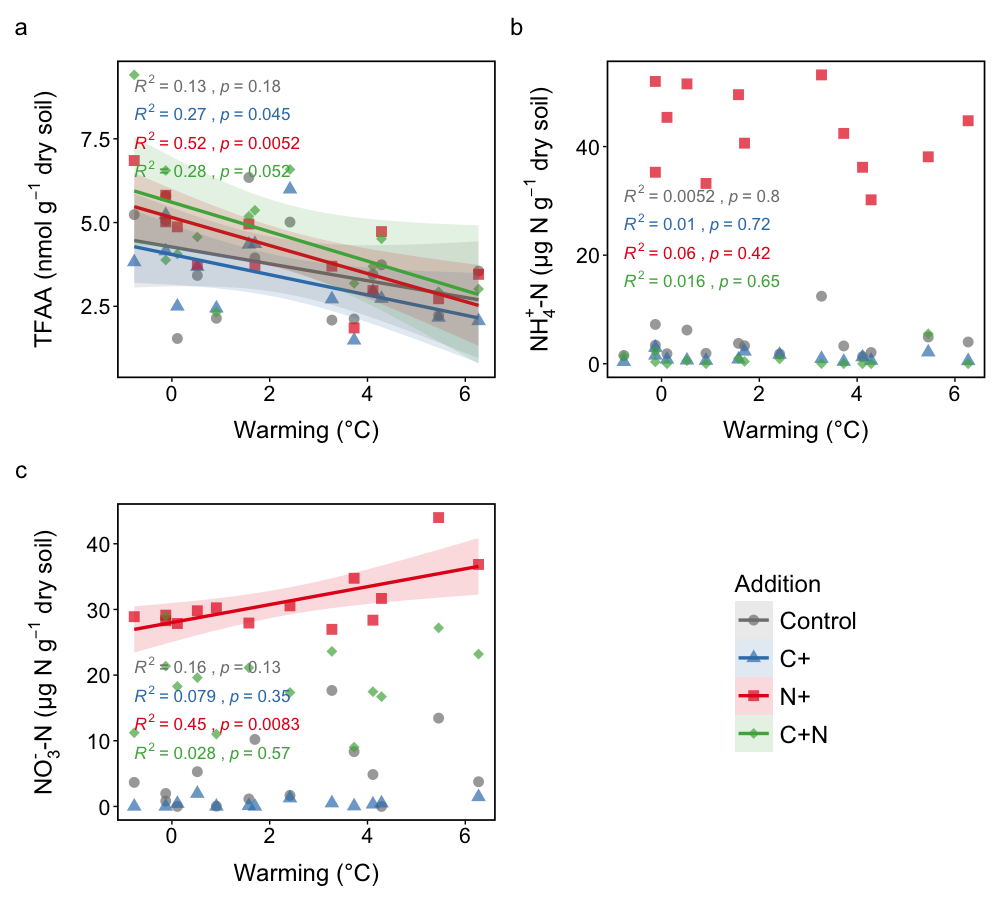 a
TFAA (nmol g⁻¹ dry soil)
7.5
5.0
2.5
R² = 0.13 , p = 0.18
R² = 0.27 , p = 0.045
R² = 0.52 , p = 0.0052
R² = 0.28 , p = 0.052
0 2 4 6
Warming (°C)
b
NH₄⁺-N (µg N g⁻¹ dry soil)
40
20
0
R² = 0.0052 , p = 0.8
R² = 0.01 , p = 0.72
R² = 0.06 , p = 0.42
R² = 0.016 , p = 0.65
0 2 4 6
Warming (°C)
c
NO₃⁻-N (µg N g⁻¹ dry soil)
40
30
20
10
0
R² = 0.16 , p = 0.13
R² = 0.079 , p = 0.35
R² = 0.45 , p = 0.0083
R² = 0.028 , p = 0.57
0 2 4 6
Warming (°C)
Addition
Control
C+
N+
C+N